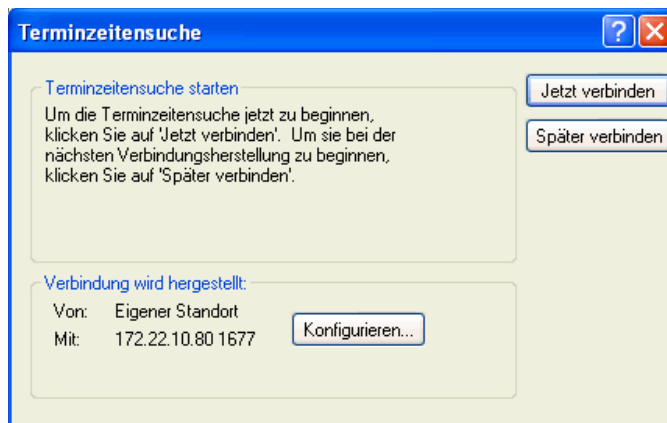 Terminzeitensuche
Terminzeitensuche starten
Um die Terminzeitensuche jetzt zu beginnen,
klicken Sie auf 'Jetzt verbinden'.  Um sie bei der
nächsten Verbindungsherstellung zu beginnen,
klicken Sie auf 'Später verbinden'.
Jetzt verbinden
Später verbinden
Verbindung wird hergestellt:
Von: Eigener Standort
Mit: 172.22.10.80 1677
Konfigurieren...